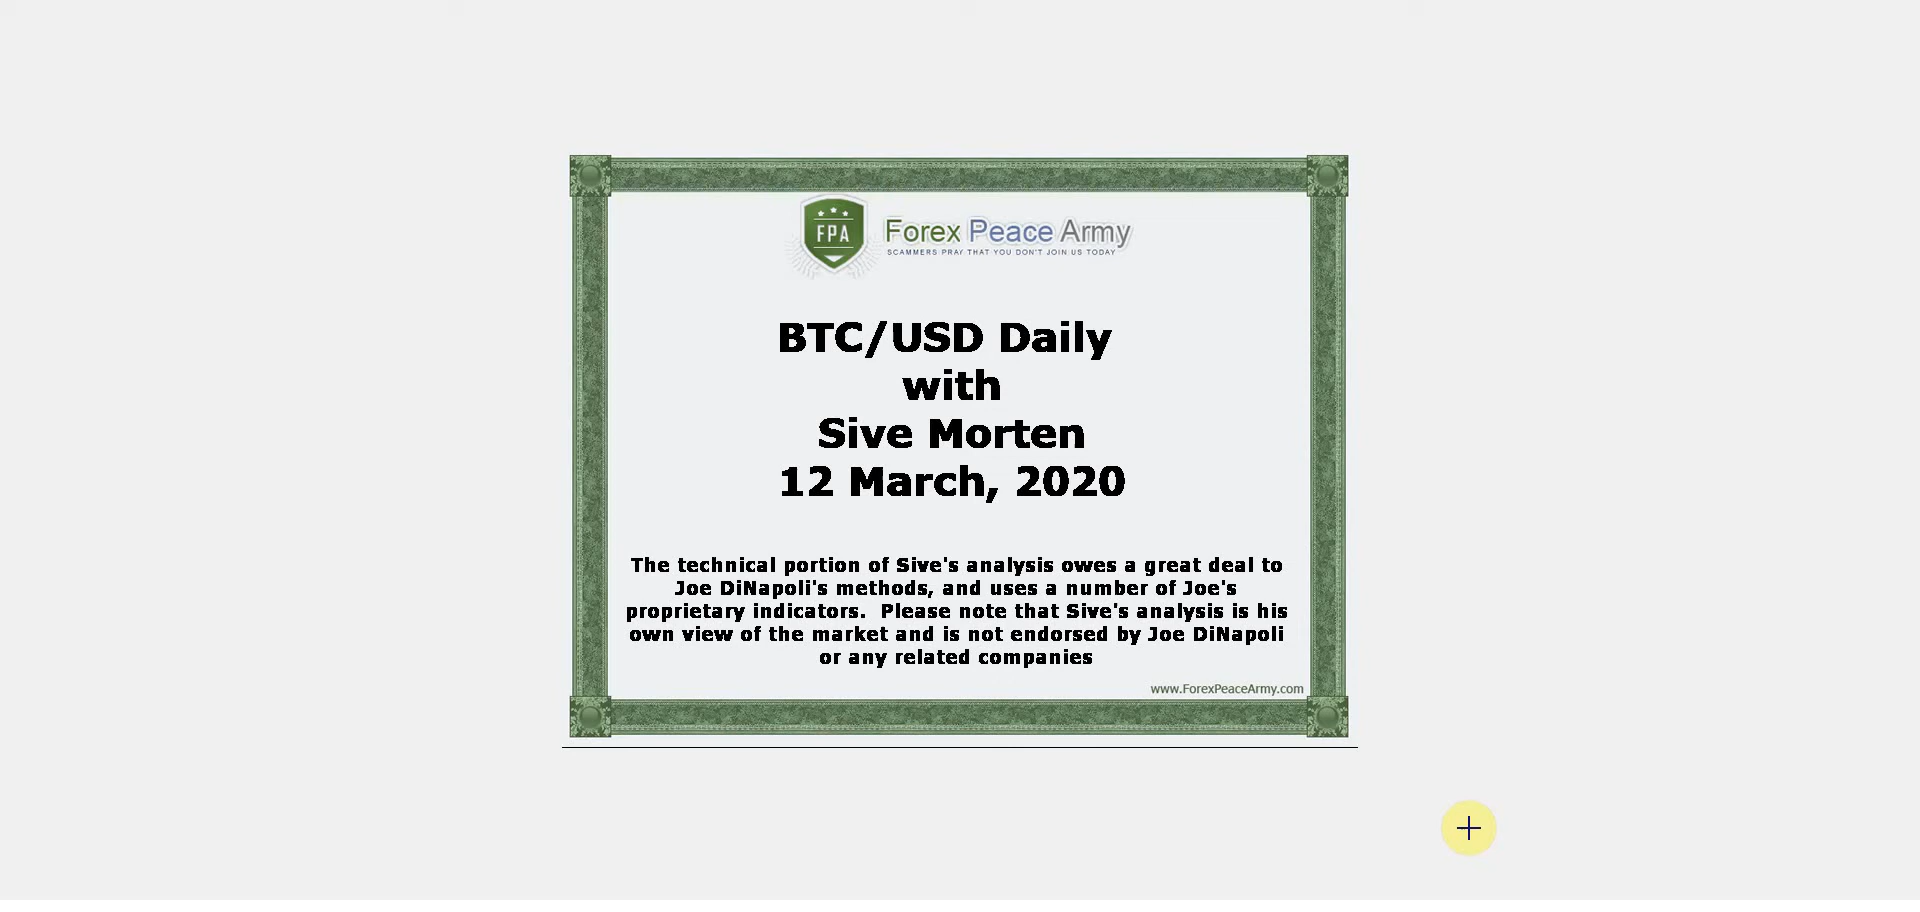 FPA
Forex Peace Army
SCAMMERS PRAY THAT YOU DON'T JOIN US TODAY
BTC/USD Daily
with
Sive Morten
12 March, 2020
The technical portion of Sive's analysis owes a great deal to
Joe DiNapoli's methods, and uses a number of Joe's
proprietary indicators.  Please note that Sive's analysis is his
own view of the market and is not endorsed by Joe DiNapoli
or any related companies
www.ForexPeaceArmy.com